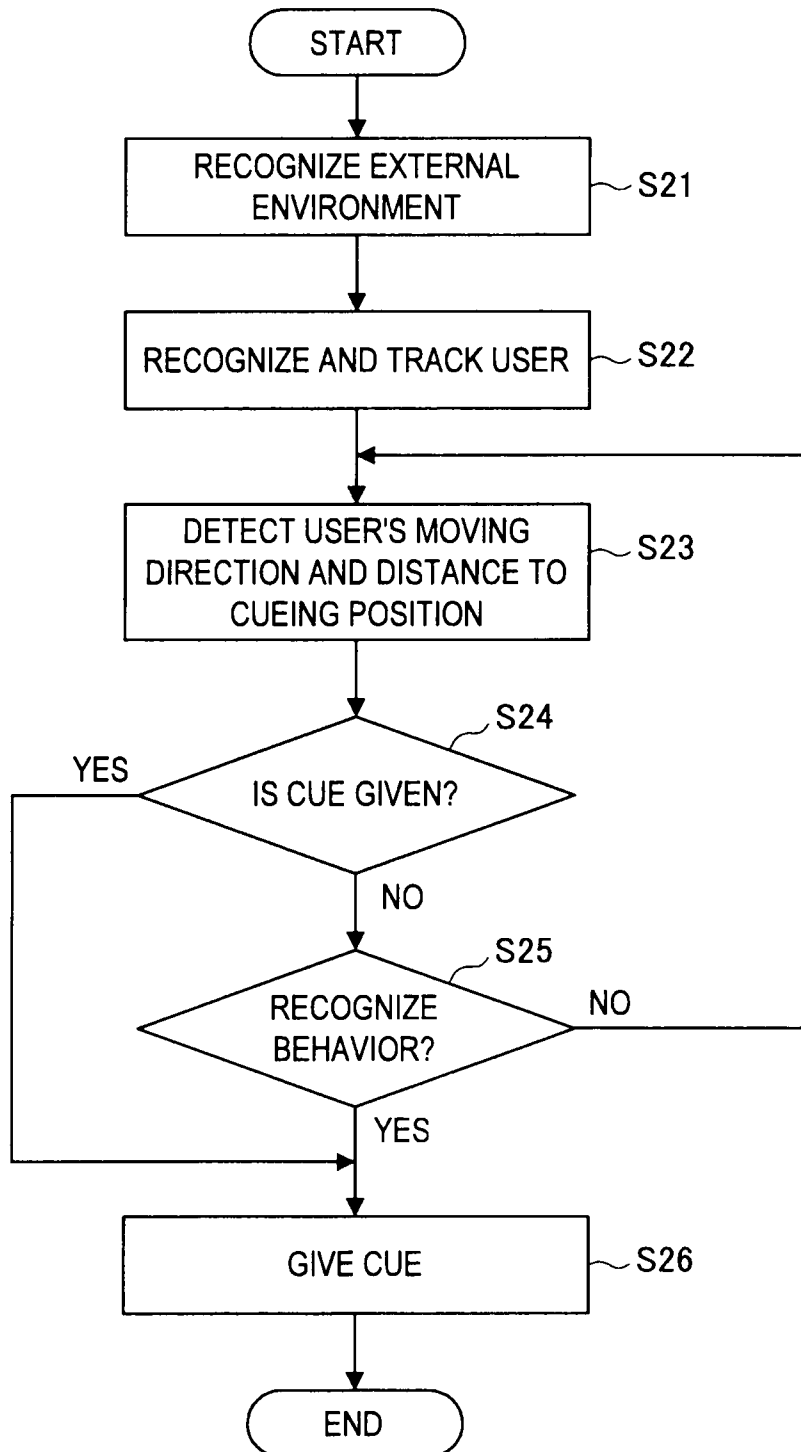 START
RECOGNIZE EXTERNAL
ENVIRONMENT
S21
RECOGNIZE AND TRACK USER
S22
DETECT USER'S MOVING
DIRECTION AND DISTANCE TO
CUEING POSITION
S23
S24
YES
IS CUE GIVEN?
NO
S25
RECOGNIZE
BEHAVIOR?
NO
YES
GIVE CUE
S26
END